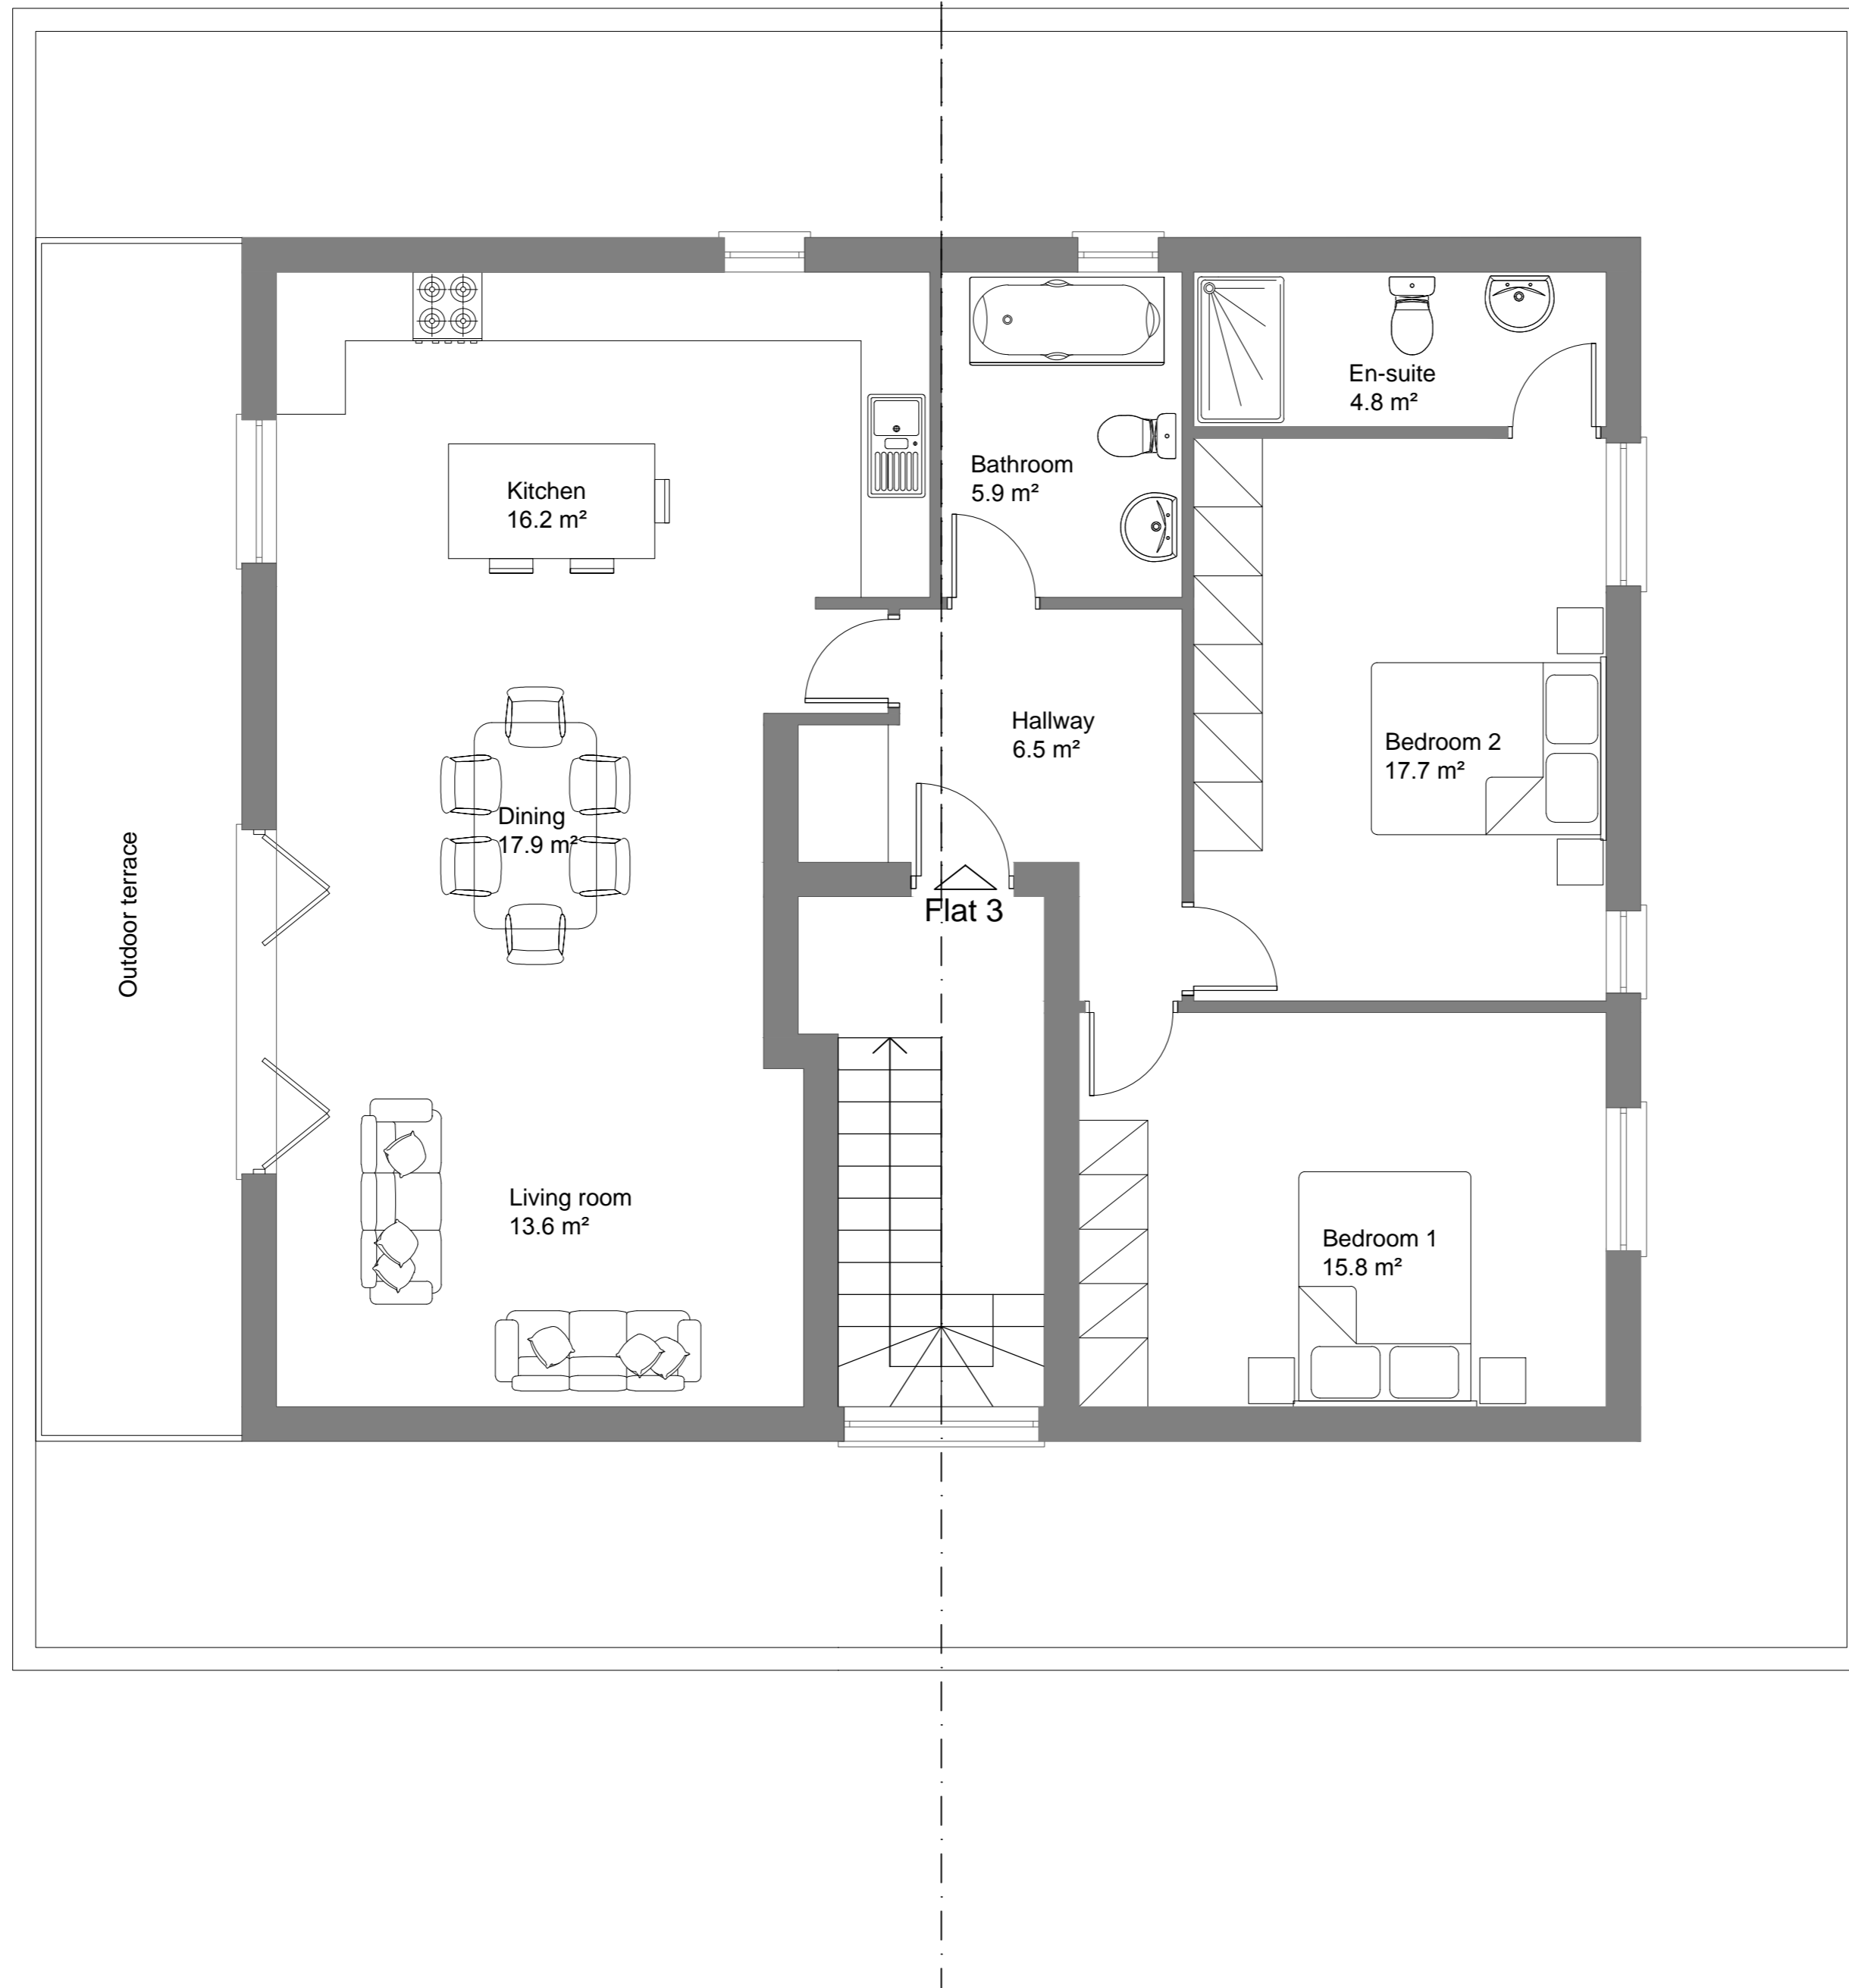 En-suite
4.8 m²
Bathroom
5.9 m²
Kitchen
16.2 m²
Hallway
6.5 m²
Bedroom 2
17.7 m²
Dining
17.9 m²
Outdoor terrace
Flat 3
Living room
13.6 m²
Bedroom 1
15.8 m²